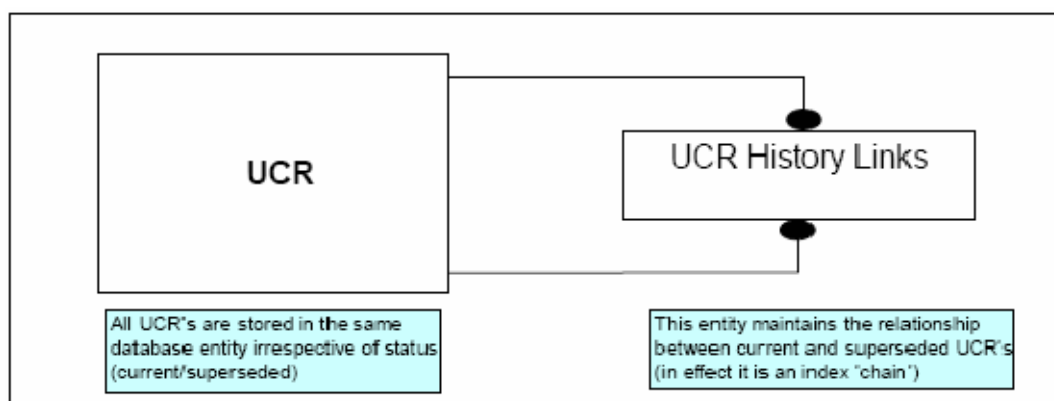 UCR
UCR History Links
All UCR"s are stored in the same
database entity irrespective of status
(current/superseded)
This entity maintains the relationship
between current and superseded UCR's
(in effect it is an index "chain")